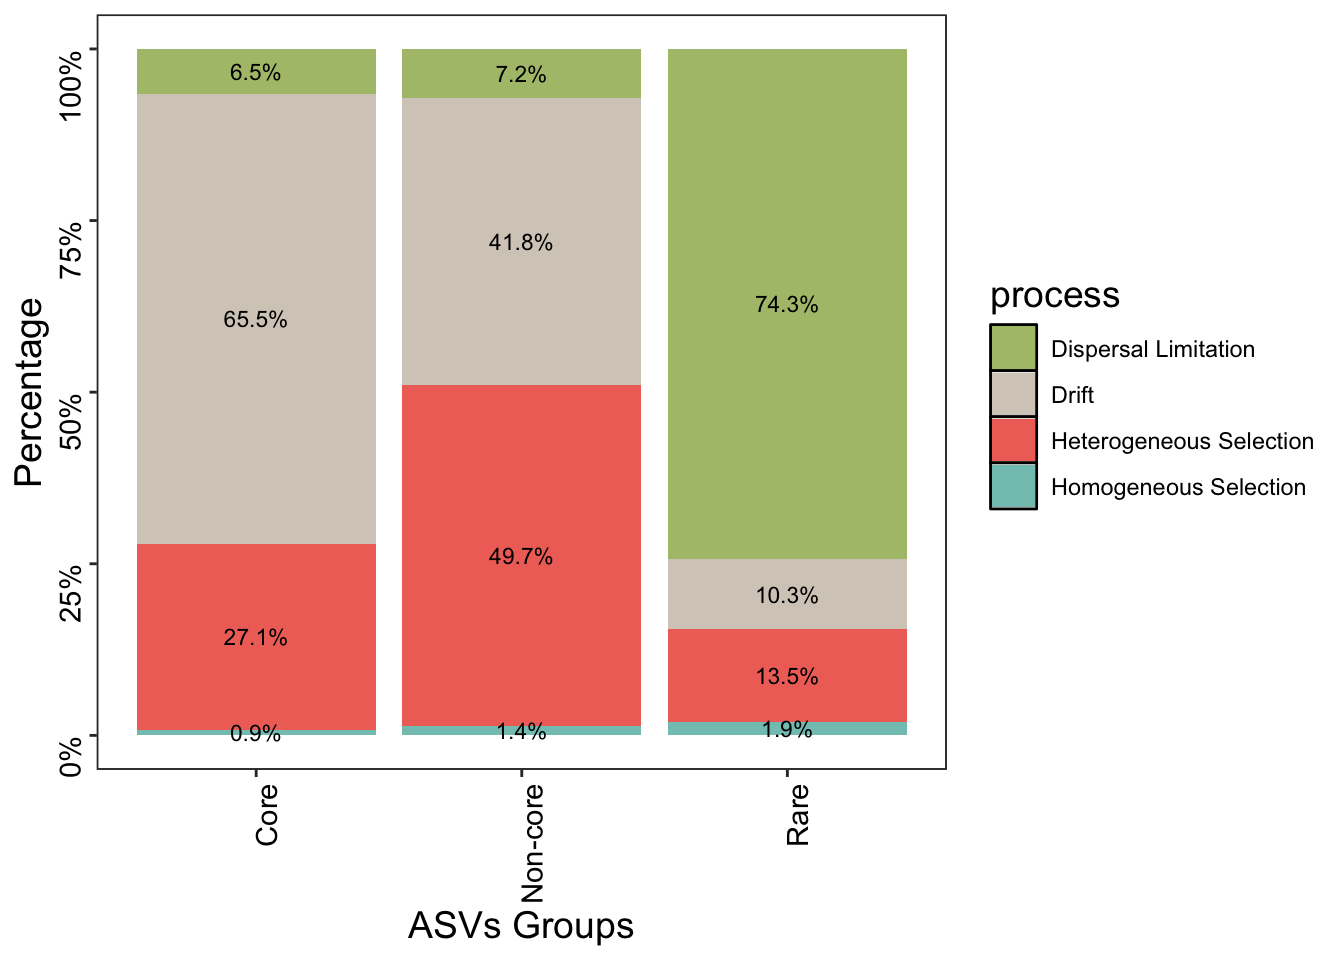 Percentage
100%
75%
50%
25%
0%
6.5%
65.5%
27.1%
0.9%
7.2%
41.8%
49.7%
1.4%
74.3%
10.3%
13.5%
1.9%
Core
Non-core
Rare
ASVs Groups
process
Dispersal Limitation
Drift
Heterogeneous Selection
Homogeneous Selection